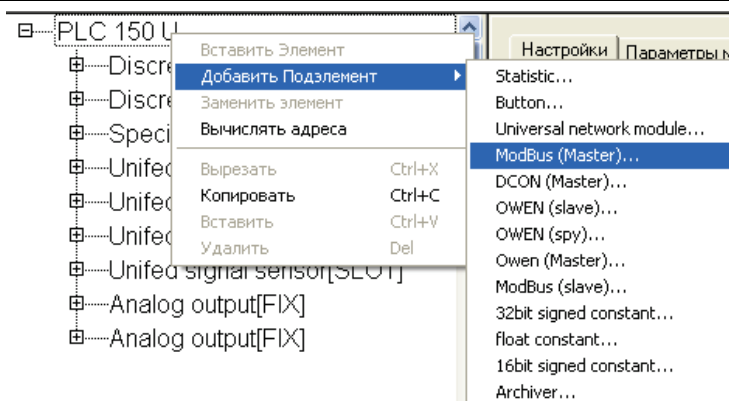 PLC 150 U
Discre
Discre
Speci
Unifed
Unifed
Unifed
Unifed signal sensor[SLOT]
Analog output[FIX]
Analog output[FIX]
Вставить Элемент
Добавить Подэлемент
Заменить элемент
Вычислять адреса
Вырезать Ctrl+X
Копировать Ctrl+C
Вставить Ctrl+V
Удалить Del
Настройки Параметры м
Statistic...
Button...
Universal network module...
ModBus (Master)...
DCON (Master)...
OWEN (slave)...
OWEN (spy)...
Owen (Master)...
ModBus (slave)...
32bit signed constant...
float constant...
16bit signed constant...
Archiver...